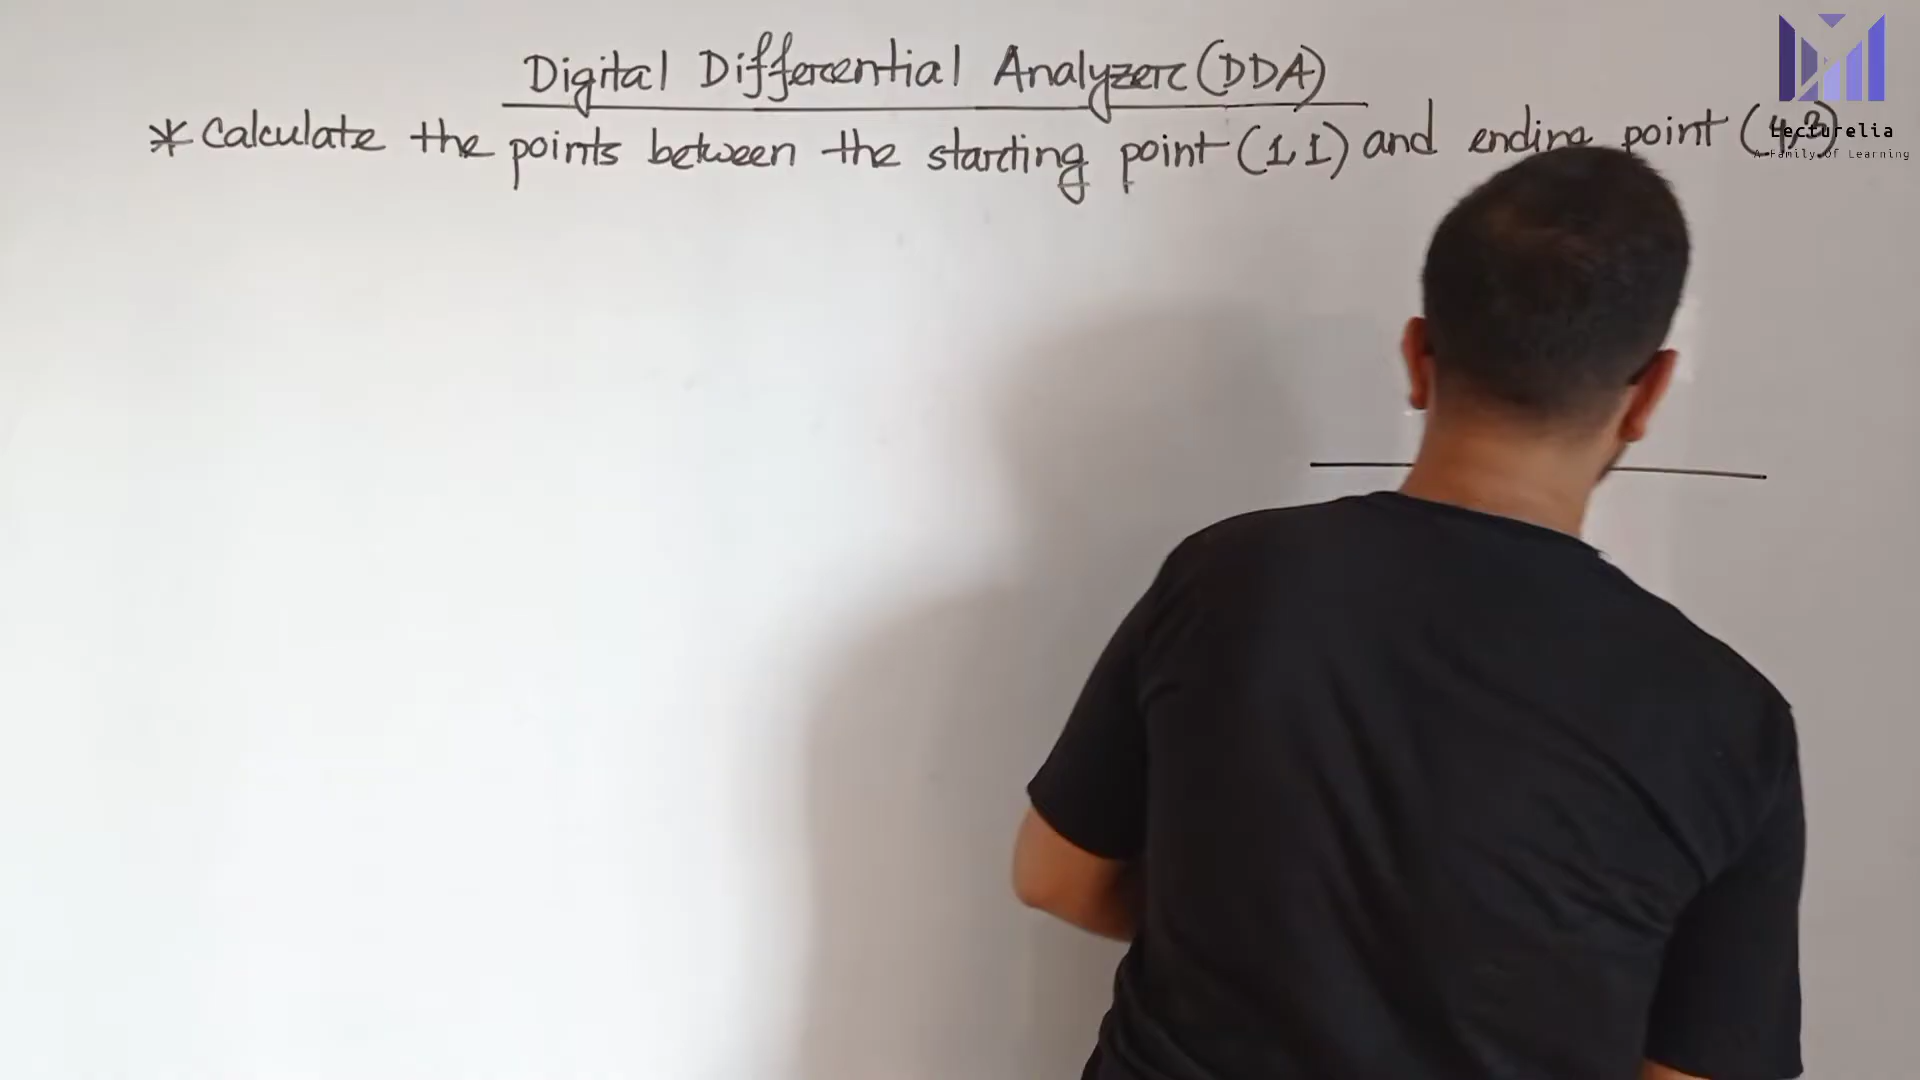 Digital Differential Analyzer (DDA)
* Calculate the points between the starting point (1,1) and ending point (4,3)
Lecturelia
A Family of Learning